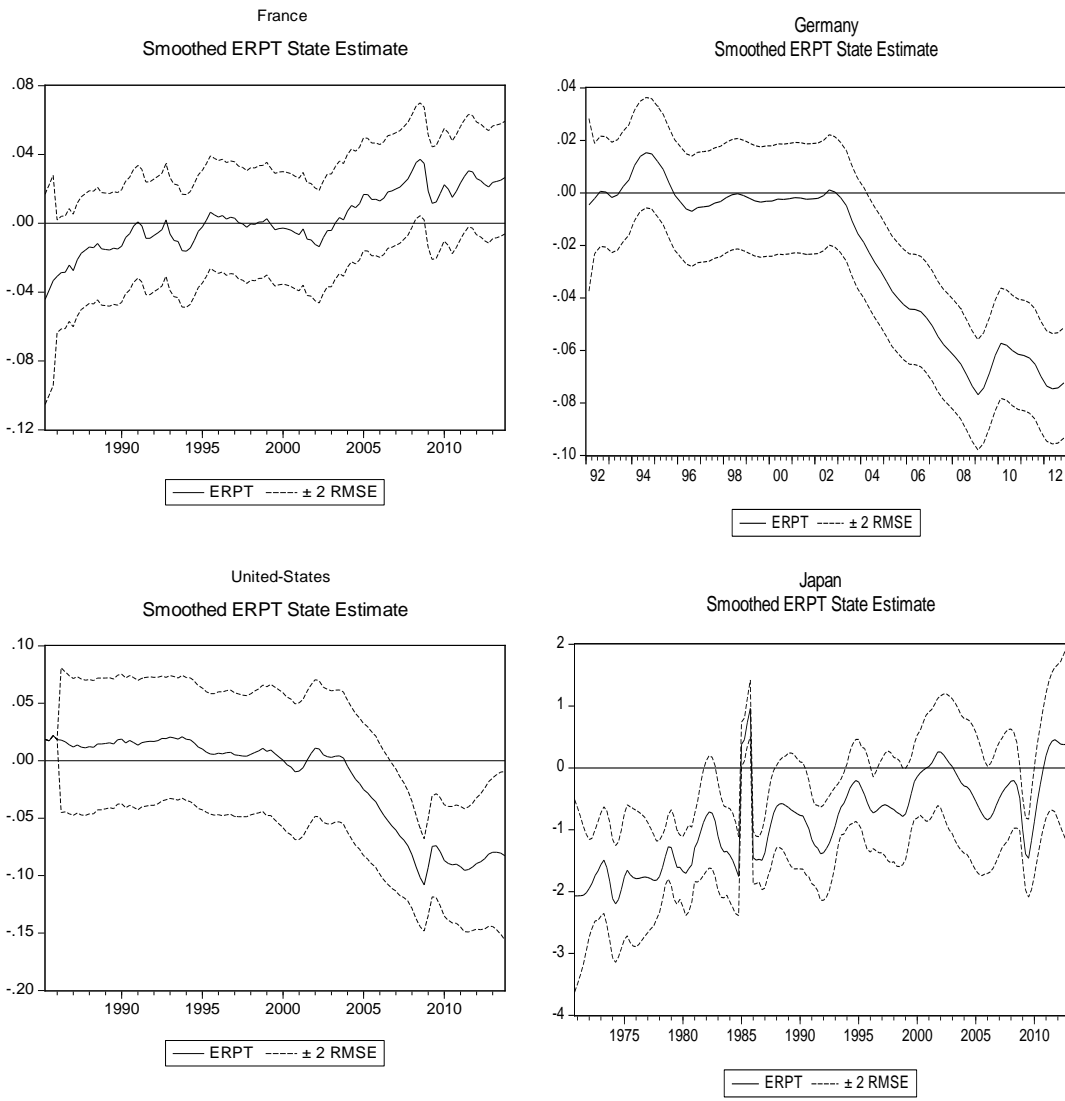 France
Smoothed ERPT State Estimate
.08
.04
.00
-.04
-.08
-.12
1990 1995 2000 2005 2010
ERPT ± 2 RMSE
Germany
Smoothed ERPT State Estimate
.04
.02
.00
-.02
-.04
-.06
-.08
-.10
92 94 96 98 00 02 04 06 08 10 12
ERPT ± 2 RMSE
United-States
Smoothed ERPT State Estimate
.10
.05
.00
-.05
-.10
-.15
-.20
1990 1995 2000 2005 2010
ERPT ± 2 RMSE
Japan
Smoothed ERPT State Estimate
2
1
0
-1
-2
-3
-4
1975 1980 1985 1990 1995 2000 2005 2010
ERPT ± 2 RMSE